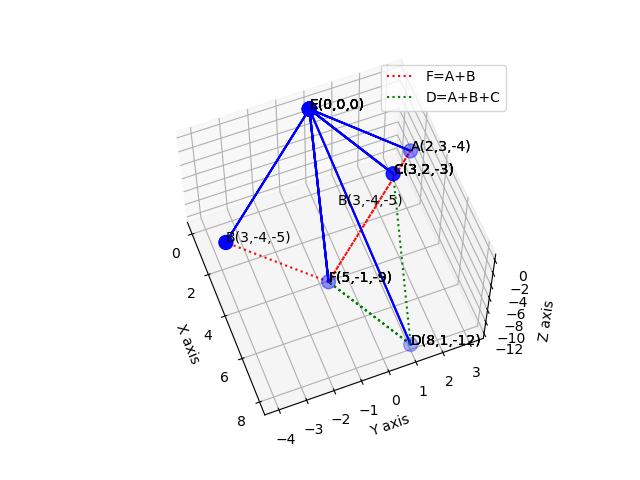 F=A+B
D=A+B+C
E(0,0,0)
A(2,3,-4)
C(3,2,-3)
B(3,-4,-5)
B(3,-4,-5)
F(5,-1,-9)
D(8,1,-12)
0
2
4
6
8
X axis
−4
−3
−2
−1
0
1
2
3
Y axis
0
−2
−4
−6
−8
−10
−12
Z axis